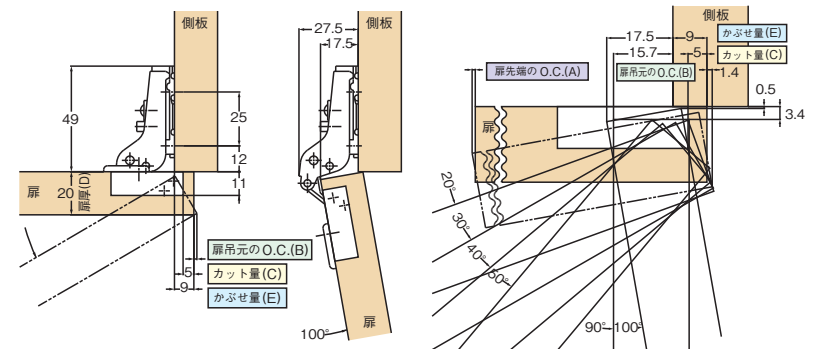 側板
49
25
12
11
扉
20
扉厚(D)
扉吊元のO.C.(B)
5
カット量(C)
9
かぶせ量(E)
27.5
17.5
側板
扉
100°
側板
17.5
9
かぶせ量(E)
15.7
5
カット量(C)
扉先端のO.C.(A)
扉吊元のO.C.(B)
1.4
0.5
3.4
扉
20°
30°
40°
50°
90°
100°